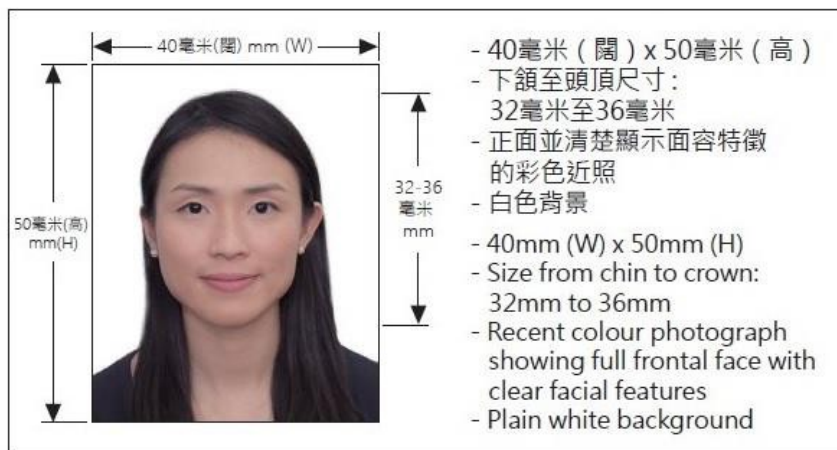 40毫米(闊) mm (W)
50毫米(高)
mm(H)
32-36
毫米
mm
- 40毫米 ( 闊 ) x 50毫米 ( 高 )
- 下頷至頭頂尺寸 :
32毫米至36毫米
- 正面並清楚顯示面容特徵
的彩色近照
- 白色背景
- 40mm (W) x 50mm (H)
- Size from chin to crown:
32mm to 36mm
- Recent colour photograph
showing full frontal face with
clear facial features
- Plain white background